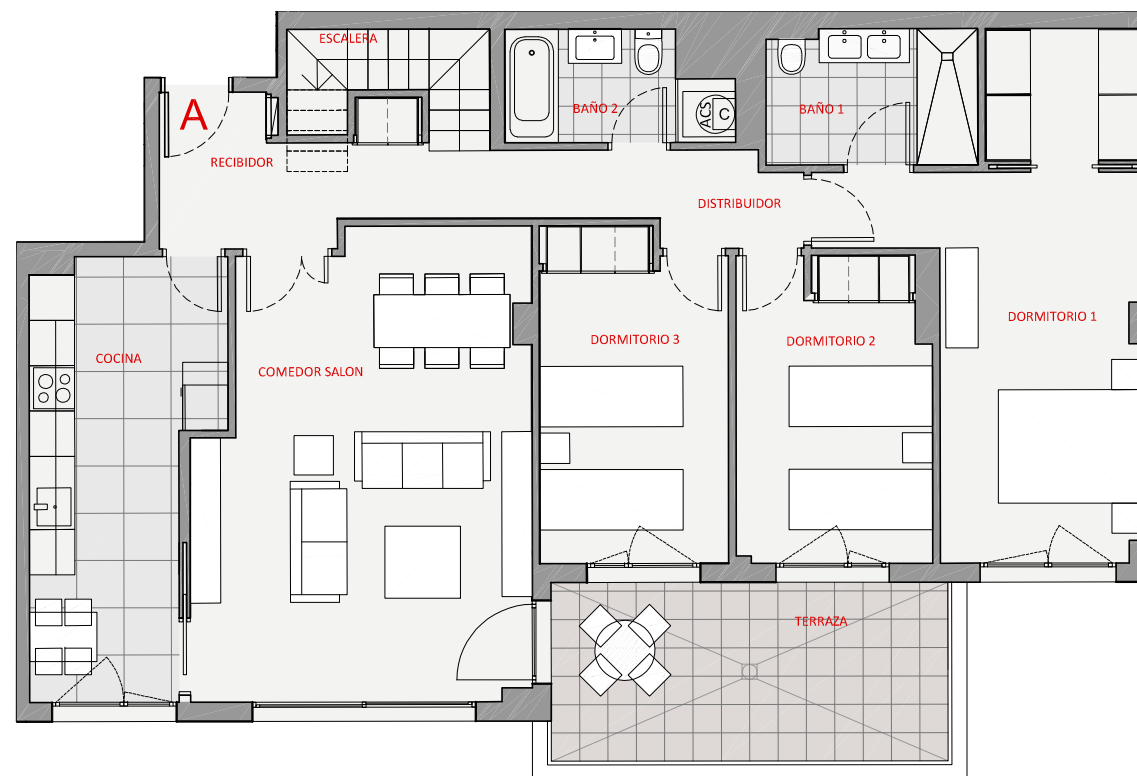 ESCALERA
A
BAÑO 2
ACS
C
BAÑO 1
RECIBIDOR
DISTRIBUIDOR
DORMITORIO 1
DORMITORIO 3
DORMITORIO 2
COCINA
COMEDOR SALON
TERRAZA